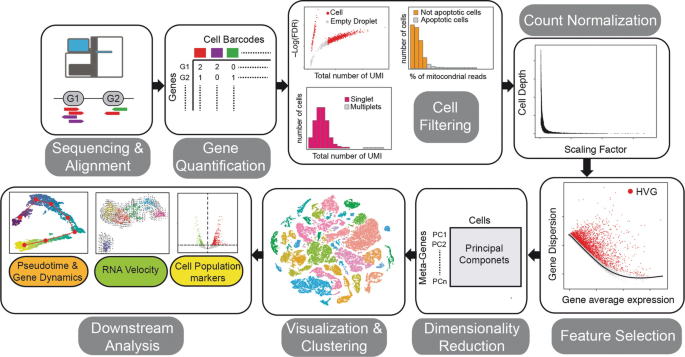 G1
G2
Sequencing &
Alignment
Cell Barcodes
Genes
G1 2 2 0
G2 1 0 1
Gene
Quantification
−Log(FDR)
Cell
Empty Droplet
Total number of UMI
number of cells
Not apoptotic cells
Apoptotic cells
% of mitocondrial reads
number of cells
Singlet
Multiplets
Total number of UMI
Cell
Filtering
Count Normalization
Cell Depth
Scaling Factor
HVG
Gene Dispersion
Gene average expression
Feature Selection
Cells
Meta-Genes
PC1
PC2
PCn
Principal
Componets
Dimensionality
Reduction
Visualization &
Clustering
Pseudotime &
Gene Dynamics
RNA Velocity
Cell Population
markers
Downstream
Analysis